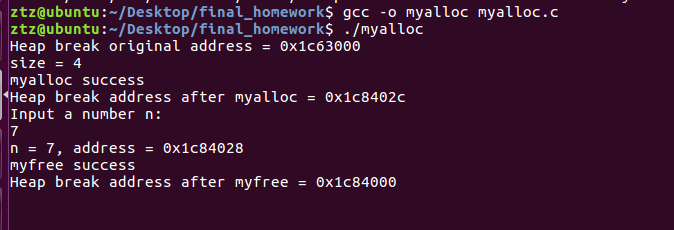 ztz@ubuntu:~/Desktop/final_homework$ gcc -o myalloc myalloc.c
ztz@ubuntu:~/Desktop/final_homework$ ./myalloc
Heap break original address = 0x1c63000
size = 4
myalloc success
Heap break address after myalloc = 0x1c8402c
Input a number n:
7
n = 7, address = 0x1c84028
myfree success
Heap break address after myfree = 0x1c84000